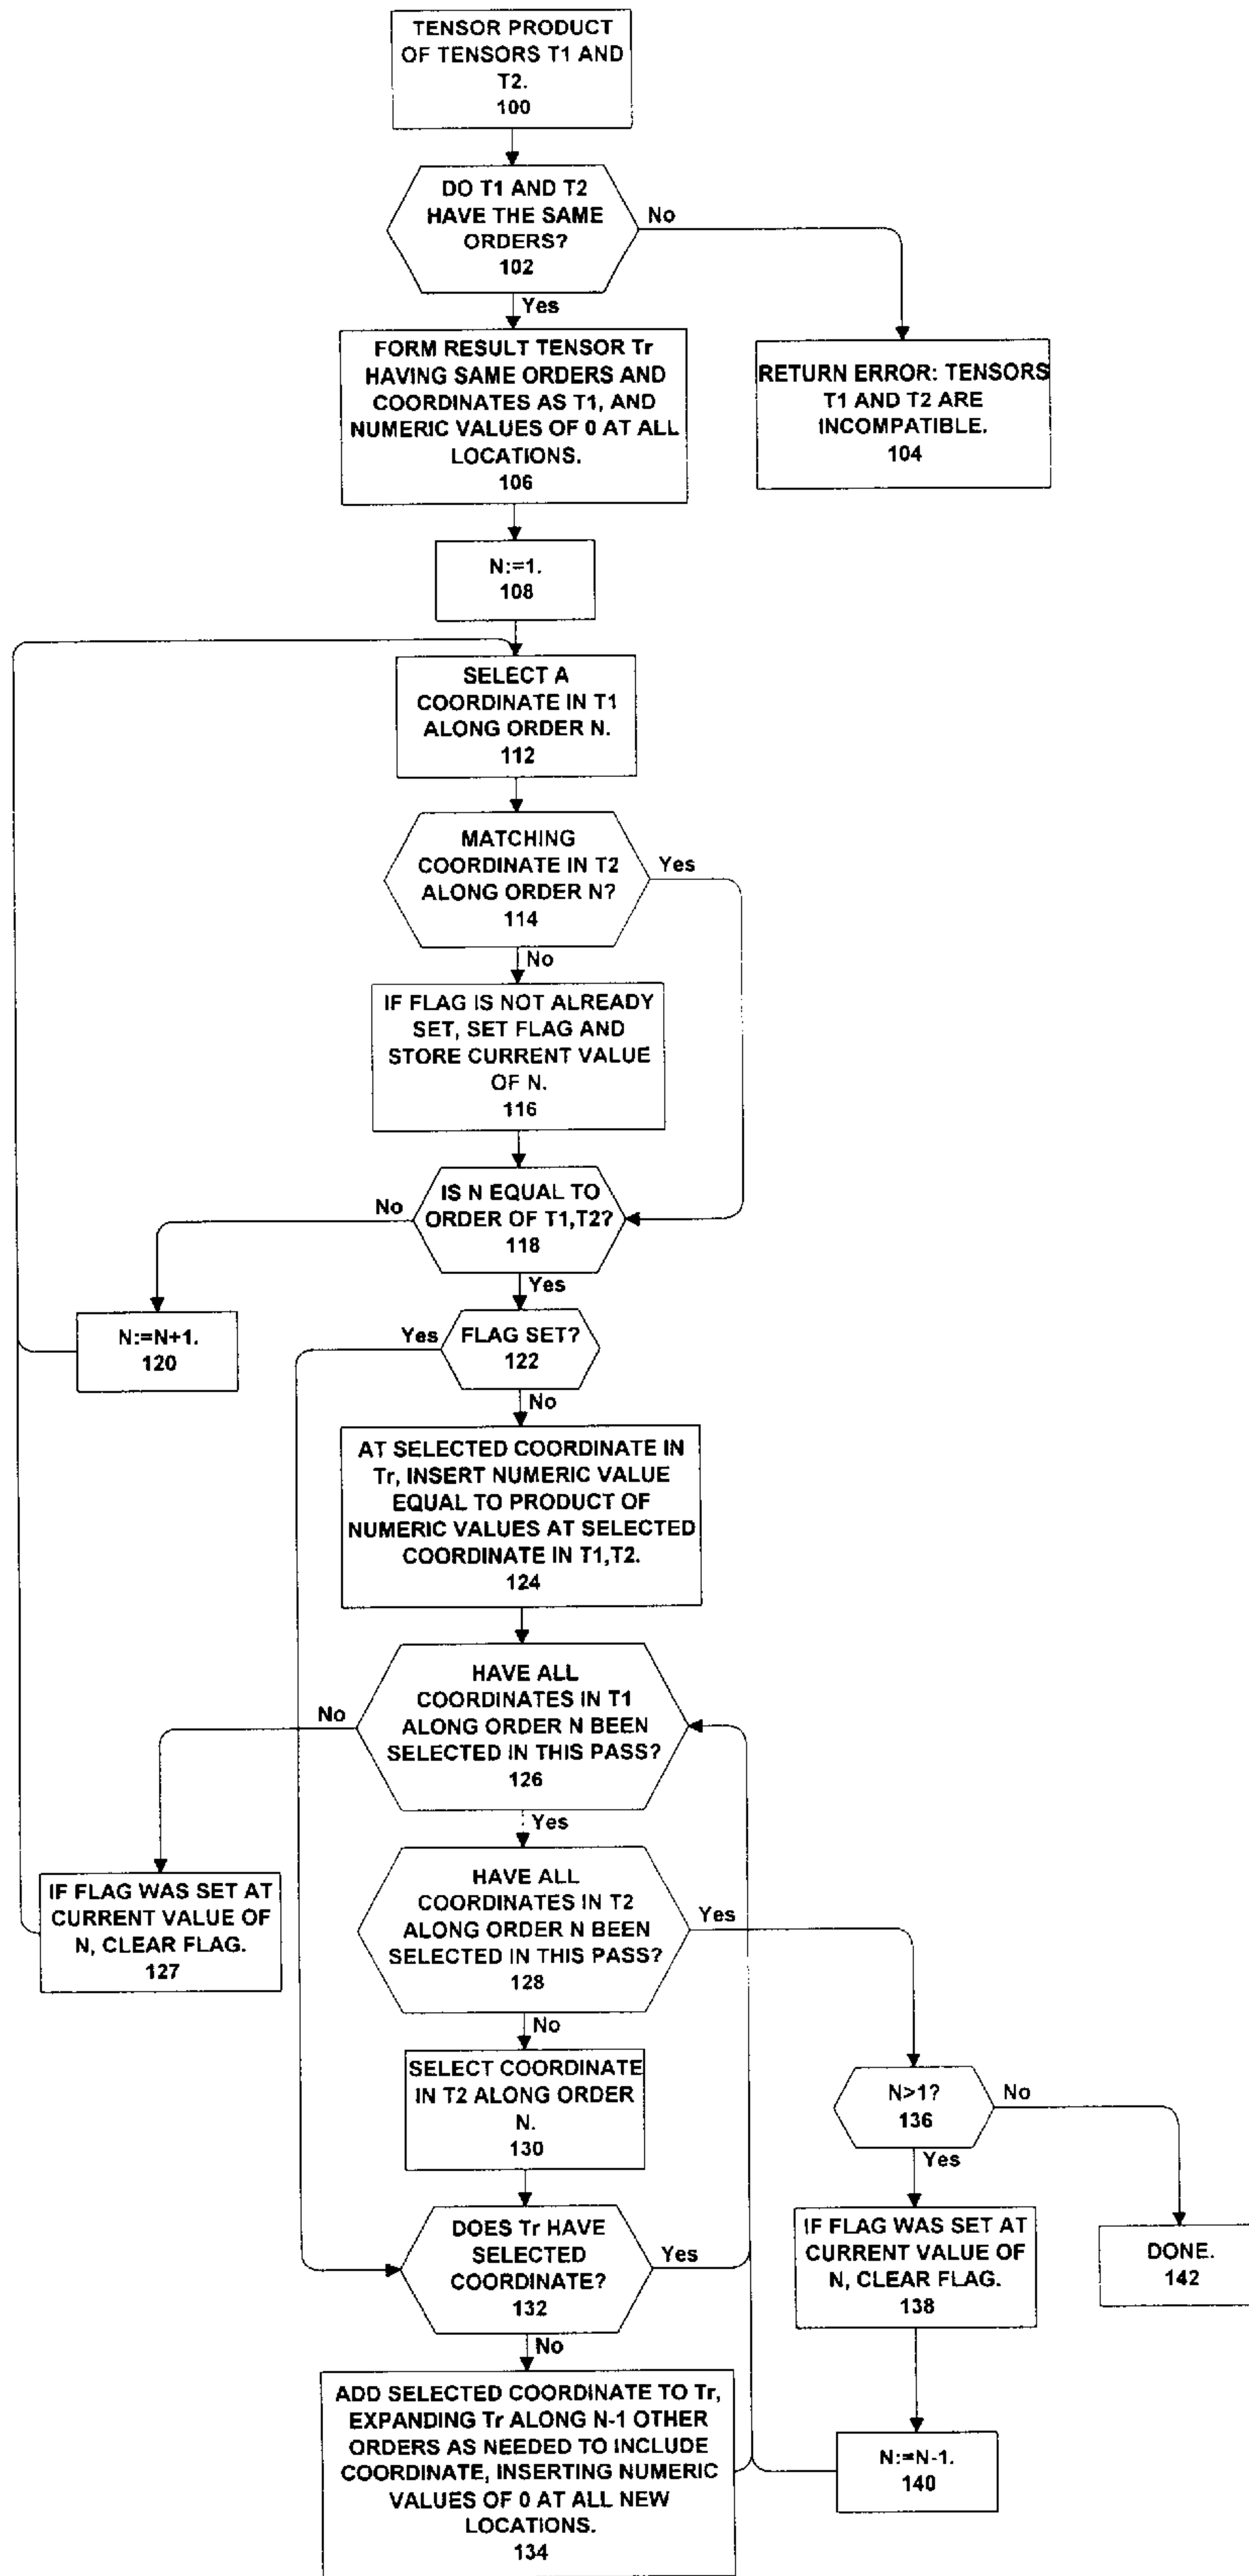 TENSOR PRODUCT
OF TENSORS T1 AND
T2.
100
DO T1 AND T2
HAVE THE SAME
ORDERS?
102
No
Yes
FORM RESULT TENSOR Tr
HAVING SAME ORDERS AND
COORDINATES AS T1, AND
NUMERIC VALUES OF 0 AT ALL
LOCATIONS.
106
RETURN ERROR: TENSORS
T1 AND T2 ARE
INCOMPATIBLE.
104
N:=1.
108
SELECT A
COORDINATE IN T1
ALONG ORDER N.
112
MATCHING
COORDINATE IN T2
ALONG ORDER N?
114
Yes
No
IF FLAG IS NOT ALREADY
SET, SET FLAG AND
STORE CURRENT VALUE
OF N.
116
IS N EQUAL TO
ORDER OF T1,T2?
118
No
Yes
N:=N+1.
120
FLAG SET?
122
Yes
No
AT SELECTED COORDINATE IN
Tr, INSERT NUMERIC VALUE
EQUAL TO PRODUCT OF
NUMERIC VALUES AT SELECTED
COORDINATE IN T1,T2.
124
HAVE ALL
COORDINATES IN T1
ALONG ORDER N BEEN
SELECTED IN THIS PASS?
126
No
Yes
IF FLAG WAS SET AT
CURRENT VALUE OF
N, CLEAR FLAG.
127
HAVE ALL
COORDINATES IN T2
ALONG ORDER N BEEN
SELECTED IN THIS PASS?
128
Yes
No
SELECT COORDINATE
IN T2 ALONG ORDER
N.
130
N>1?
136
No
Yes
DOES Tr HAVE
SELECTED
COORDINATE?
132
Yes
No
IF FLAG WAS SET AT
CURRENT VALUE OF
N, CLEAR FLAG.
138
DONE.
142
ADD SELECTED COORDINATE TO Tr,
EXPANDING Tr ALONG N-1 OTHER
ORDERS AS NEEDED TO INCLUDE
COORDINATE, INSERTING NUMERIC
VALUES OF 0 AT ALL NEW
LOCATIONS.
134
N:=N-1.
140